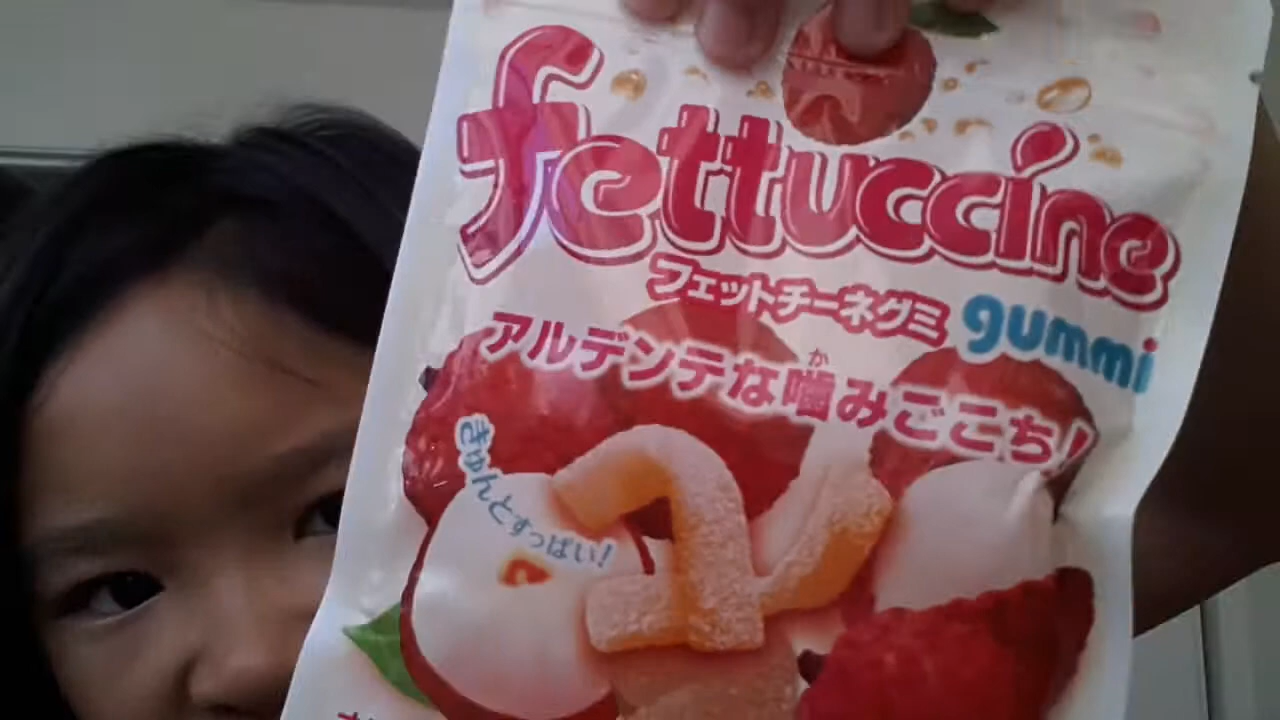 fettuccine
フェットチーネグミ gummi
アルデンテな噛みごこち!
か
きゅんとすっぱい!